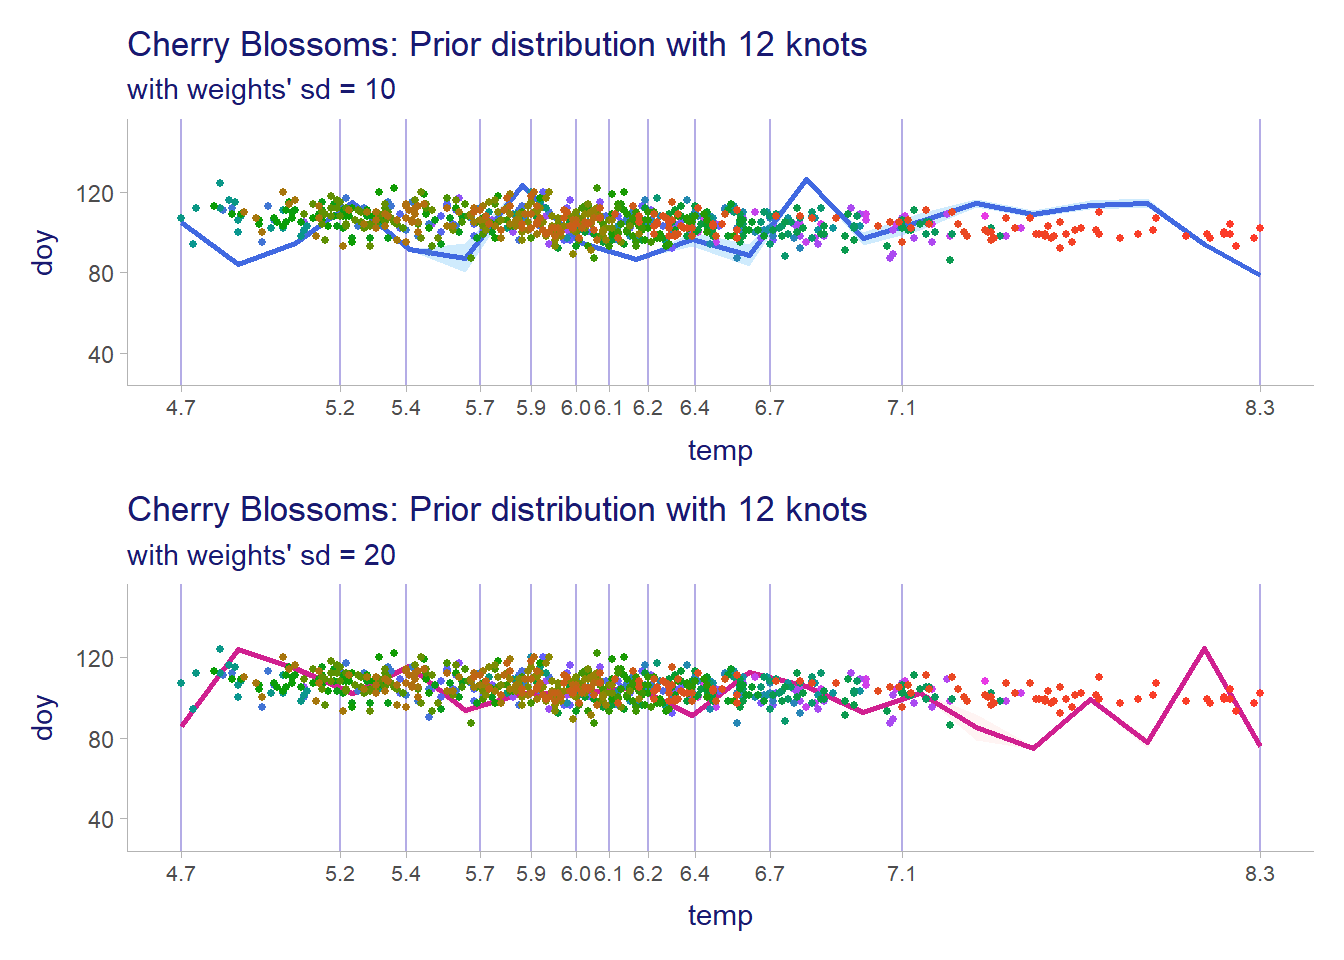 Cherry Blossoms: Prior distribution with 12 knots
with weights' sd = 10
120
80
40
doy
4.7 5.2 5.4 5.7 5.9 6.0 6.1 6.2 6.4 6.7 7.1 8.3
temp
Cherry Blossoms: Prior distribution with 12 knots
with weights' sd = 20
120
80
40
doy
4.7 5.2 5.4 5.7 5.9 6.0 6.1 6.2 6.4 6.7 7.1 8.3
temp